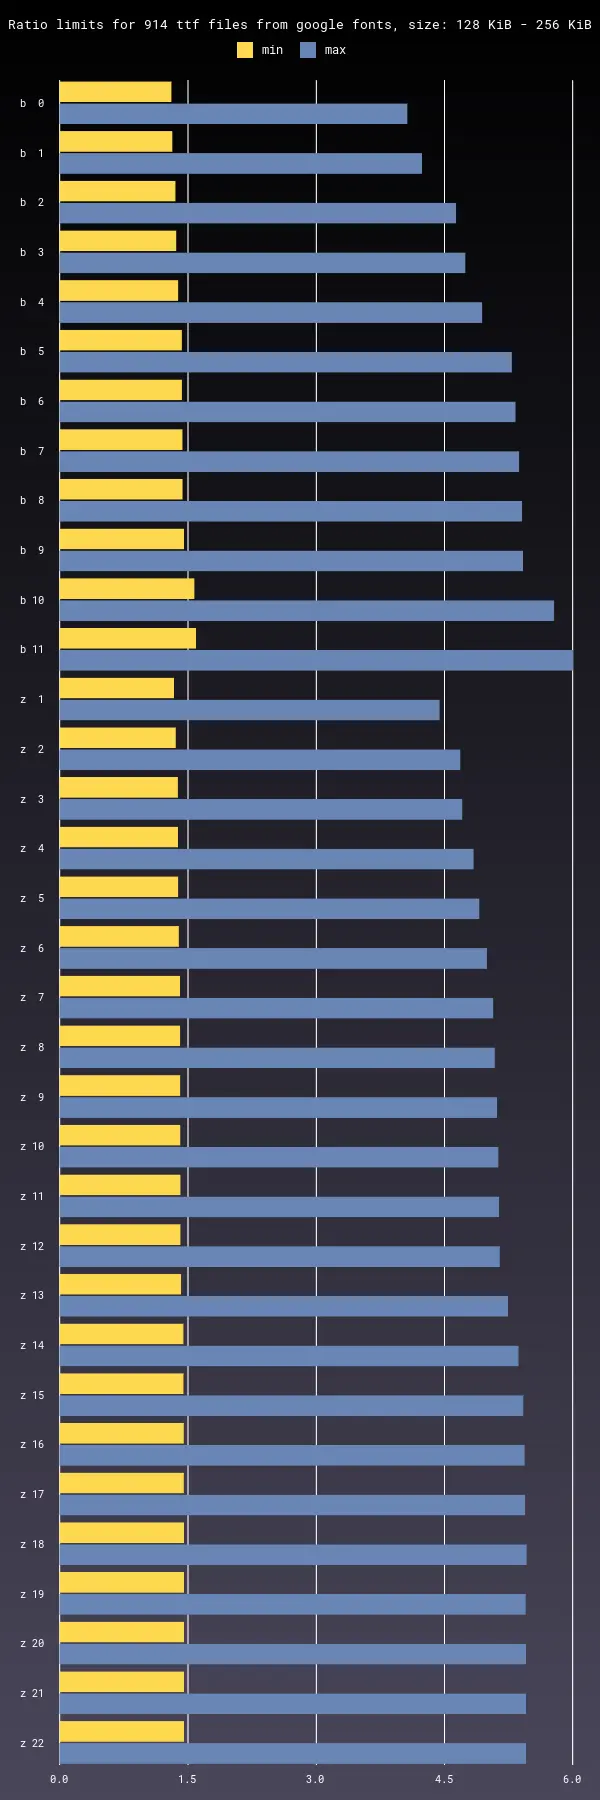 Ratio limits for 914 ttf files from google fonts, size: 128 KiB - 256 KiB
min max
b 0
b 1
b 2
b 3
b 4
b 5
b 6
b 7
b 8
b 9
b 10
b 11
z 1
z 2
z 3
z 4
z 5
z 6
z 7
z 8
z 9
z 10
z 11
z 12
z 13
z 14
z 15
z 16
z 17
z 18
z 19
z 20
z 21
z 22
0.0 1.5 3.0 4.5 6.0